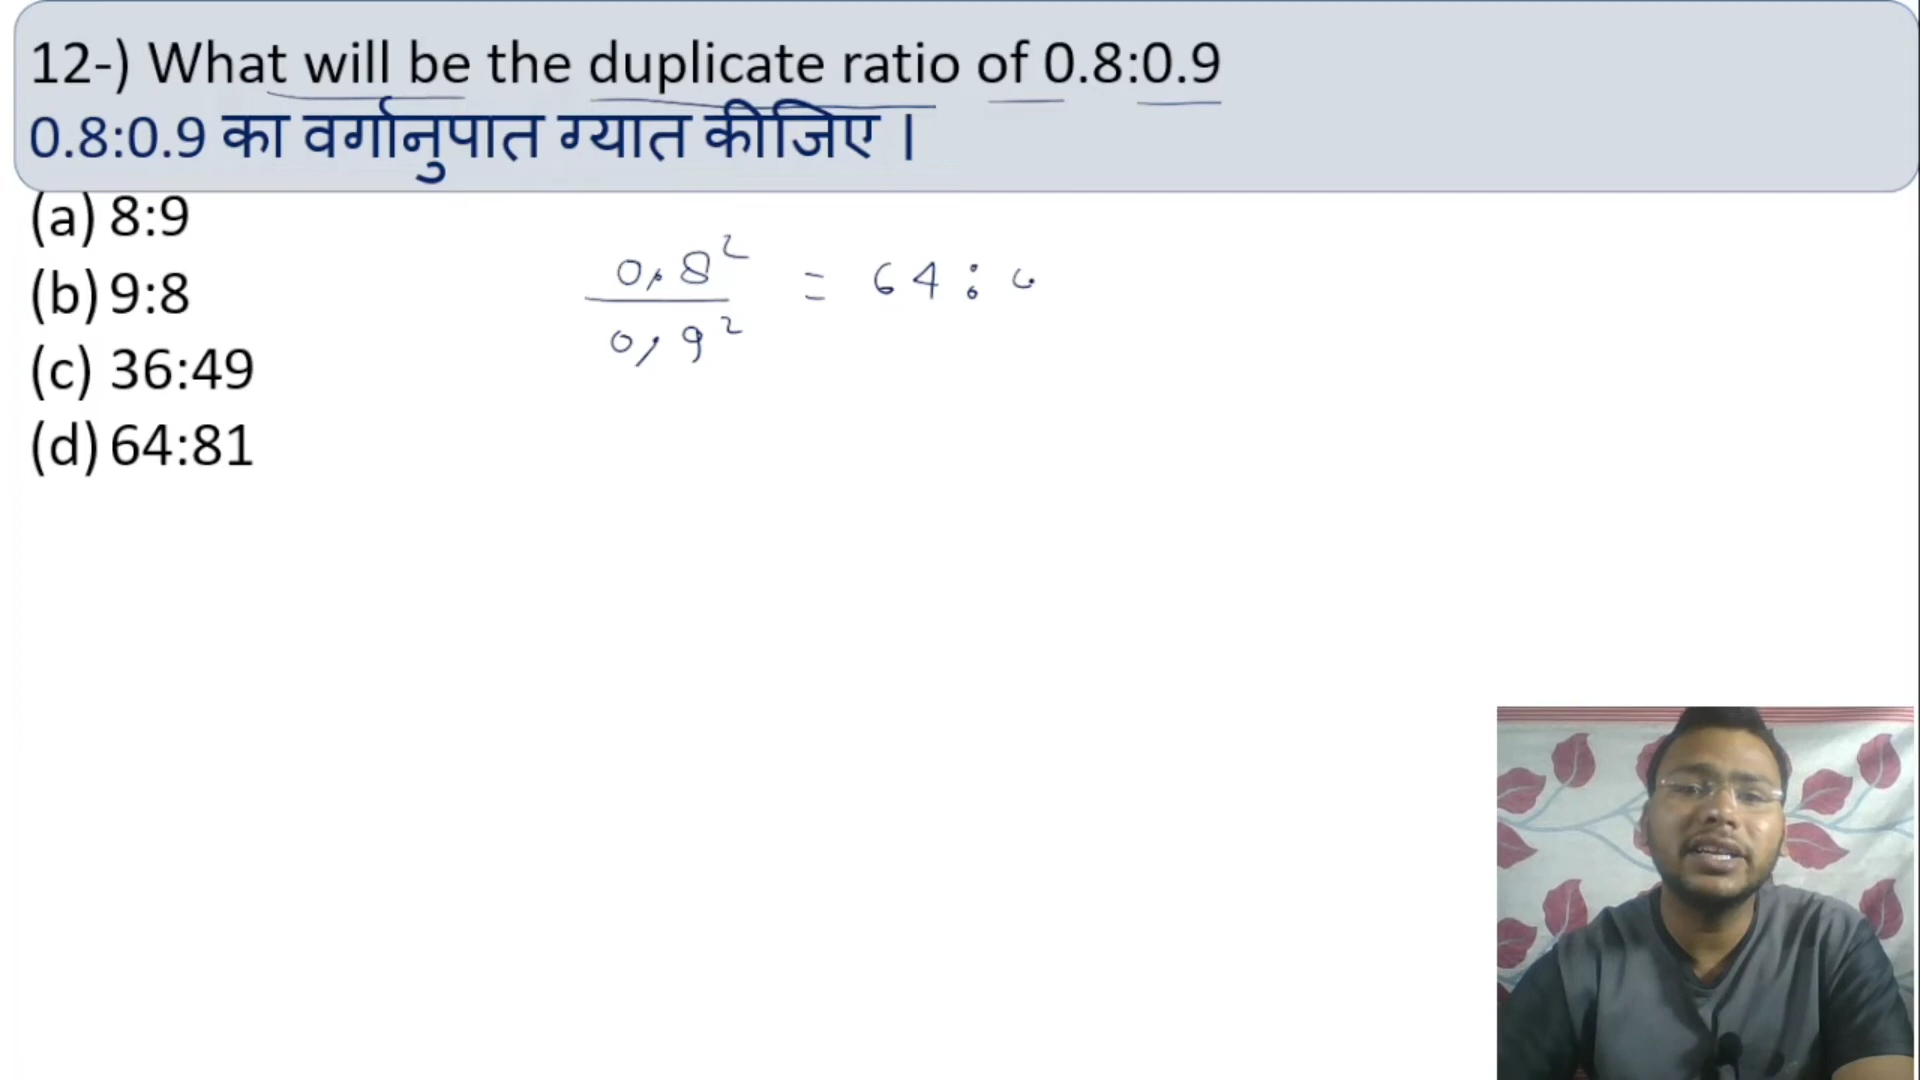 12-) What will be the duplicate ratio of 0.8:0.9
0.8:0.9 का वर्गानुपात ग्यात कीजिए |
(a) 8:9
(b) 9:8
(c) 36:49
(d) 64:81
0.8² = 64 :
0.9²